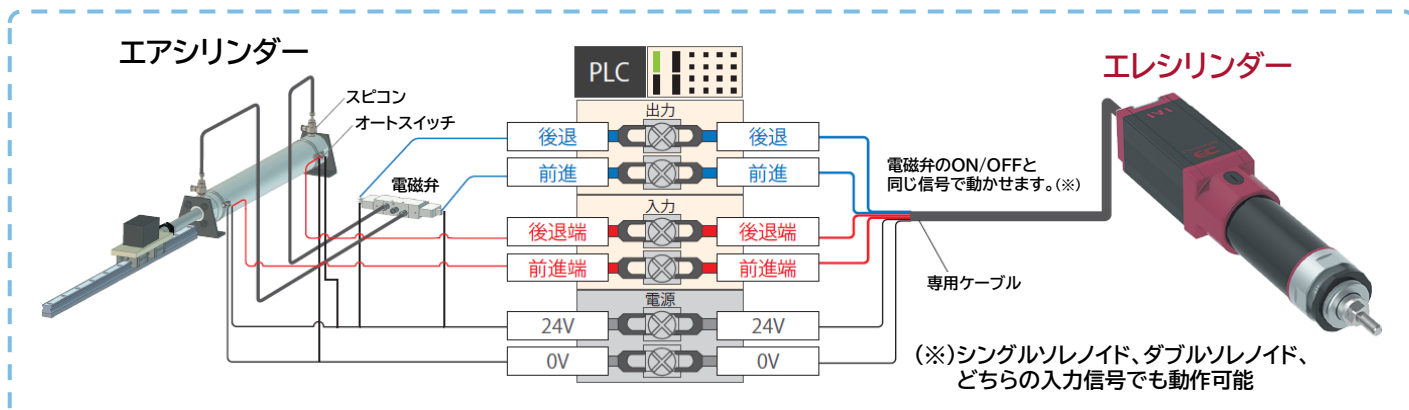 エアシリンダー
スピコン
オートスイッチ
電磁弁
PLC
出力
後退
後退
前進
前進
入力
後退端
後退端
前進端
前進端
電源
24V
24V
0V
0V
エレシリンダー
IAI
EC
電磁弁のON/OFFと
同じ信号で動かせます。(※)
専用ケーブル
(※)シングルソレノイド、ダブルソレノイド、
どちらの入力信号でも動作可能